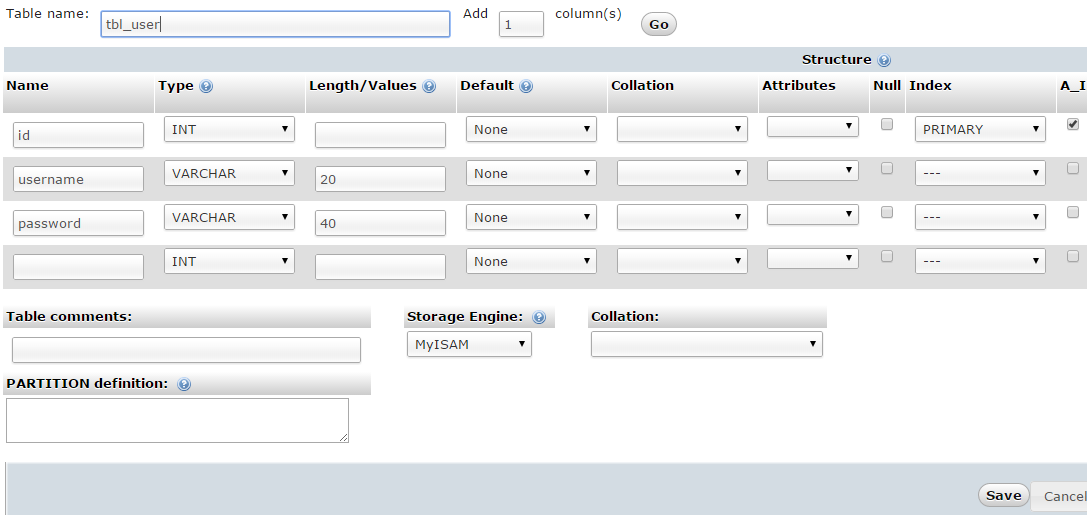 Table name: tbl_user Add 1 column(s) Go
Structure
Name Type Length/Values Default Collation Attributes Null Index A_I
id INT None PRIMARY
username VARCHAR 20 None ---
password VARCHAR 40 None ---
INT None ---
Table comments: Storage Engine: Collation:
MyISAM
PARTITION definition:
Save Cancel